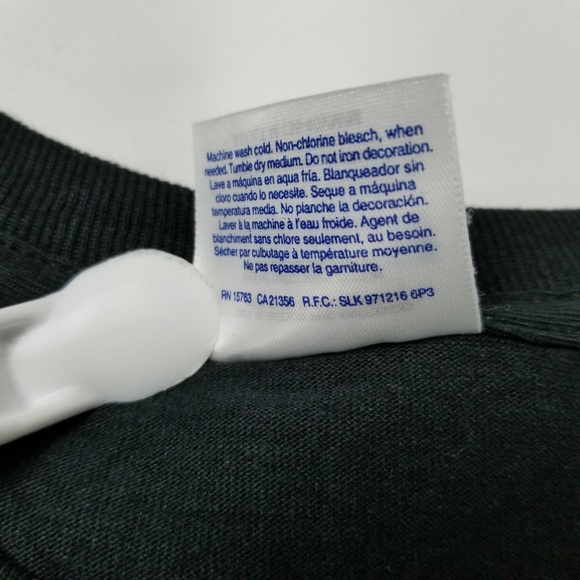 Machine wash cold. Non-chlorine bleach, when
needed. Tumble dry medium. Do not iron decoration.
Lave a máquina en aqua fría. Blanqueador sin
cloro cuando lo necesite. Seque a máquina
temperatura media. No planche la decoración.
Laver à la machine à l'eau froide. Agent de
blanchiment sans chlore seulement, au besoin.
Sécher par culbutage à température moyenne.
Ne pas repasser la garniture.
RN 15763 CA 21356 R.F.C.: SLK 971216 6P3